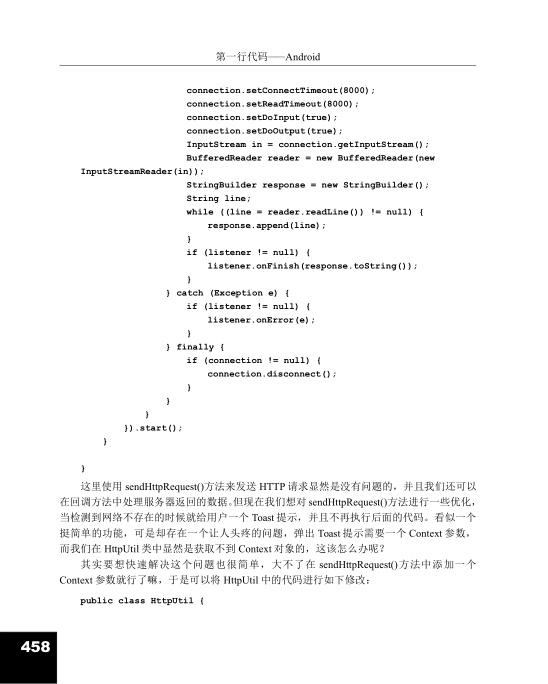 第一行代码——Android
connection.setConnectTimeout(8000);
connection.setReadTimeout(8000);
connection.setDoInput(true);
connection.setDoOutput(true);
InputStream in = connection.getInputStream();
BufferedReader reader = new BufferedReader(new
InputStreamReader(in));
StringBuilder response = new StringBuilder();
String line;
while ((line = reader.readLine()) != null) {
response.append(line);
}
if (listener != null) {
listener.onFinish(response.toString());
}
} catch (Exception e) {
if (listener != null) {
listener.onError(e);
}
} finally {
if (connection != null) {
connection.disconnect();
}
}
}
}).start();
}
}
这里使用 sendHttpRequest()方法来发送 HTTP 请求显然是没有问题的，并且我们还可以
在回调方法中处理服务器返回的数据。但现在我们想对 sendHttpRequest()方法进行一些优化，
当检测到网络不存在的时候就给用户一个 Toast 提示，并且不再执行后面的代码。看似一个
挺简单的功能，可是却存在一个让人头疼的问题，弹出 Toast 提示需要一个 Context 参数，
而我们在 HttpUtil 类中显然是获取不到 Context 对象的，这该怎么办呢？
其实要想快速解决这个问题也很简单，大不了在 sendHttpRequest()方法中添加一个
Context 参数就行了嘛，于是可以将 HttpUtil 中的代码进行如下修改：
public class HttpUtil {
458